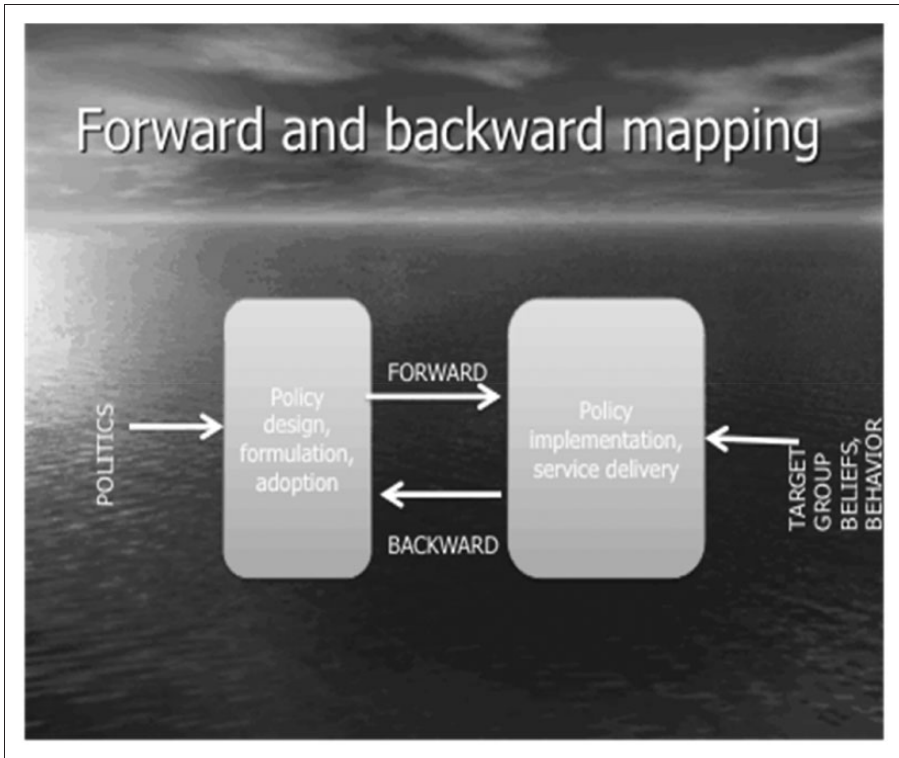 Forward and backward mapping
POLITICS
Policy
design,
formulation,
adoption
FORWARD
BACKWARD
Policy
implementation,
service delivery
TARGET
GROUP
BELIEFS,
BEHAVIOR